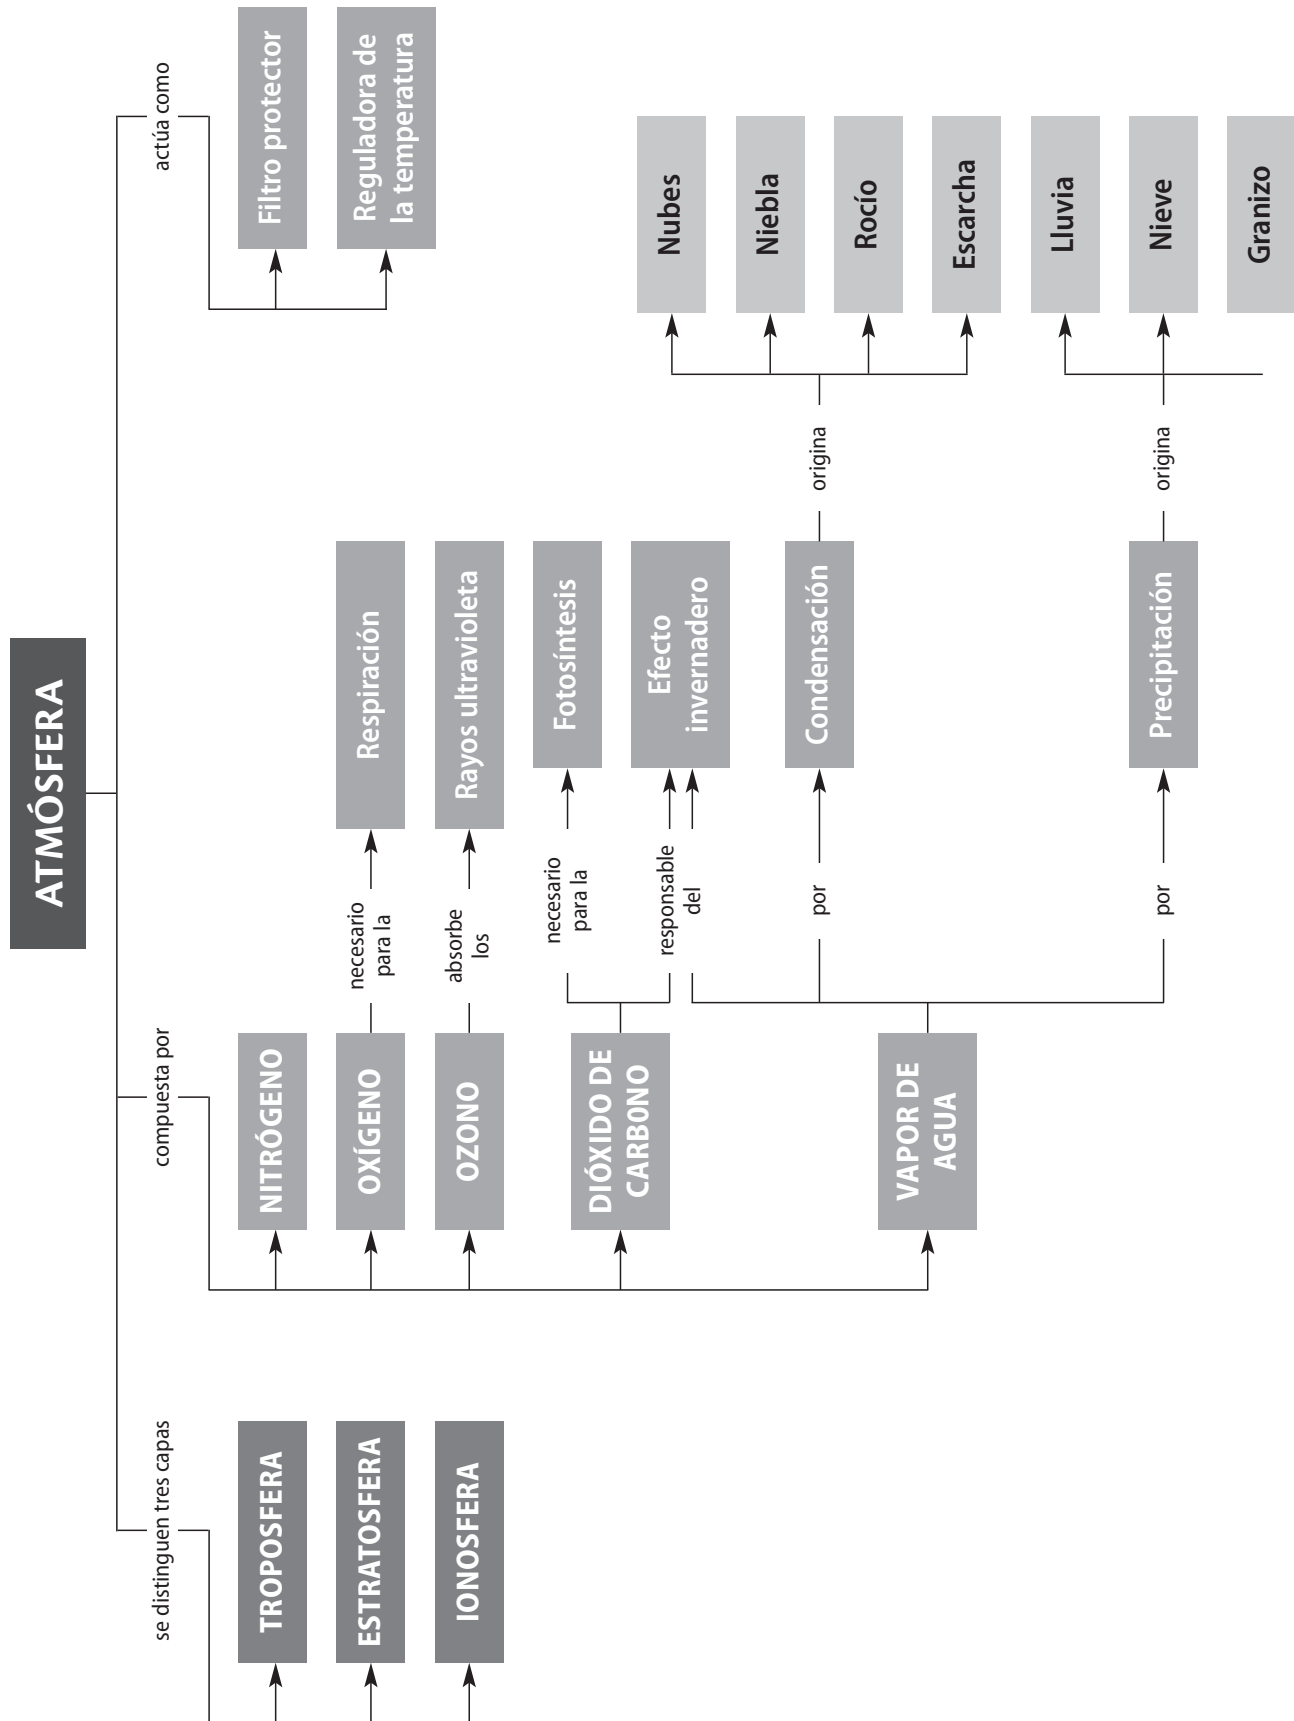 ATMÓSFERA
se distinguen tres capas
TROPOSFERA
ESTRATOSFERA
IONOSFERA
compuesta por
NITRÓGENO
OXÍGENO
necesario
para la
Respiración
OZONO
absorbe
los
Rayos ultravioleta
DIÓXIDO DE
CARBONO
necesario
para la
Fotosíntesis
responsable
del
Efecto
invernadero
VAPOR DE
AGUA
por
Condensación
origina
Nubes
Niebla
Rocío
Escarcha
por
Precipitación
origina
Lluvia
Nieve
Granizo
actúa como
Filtro protector
Reguladora de
la temperatura